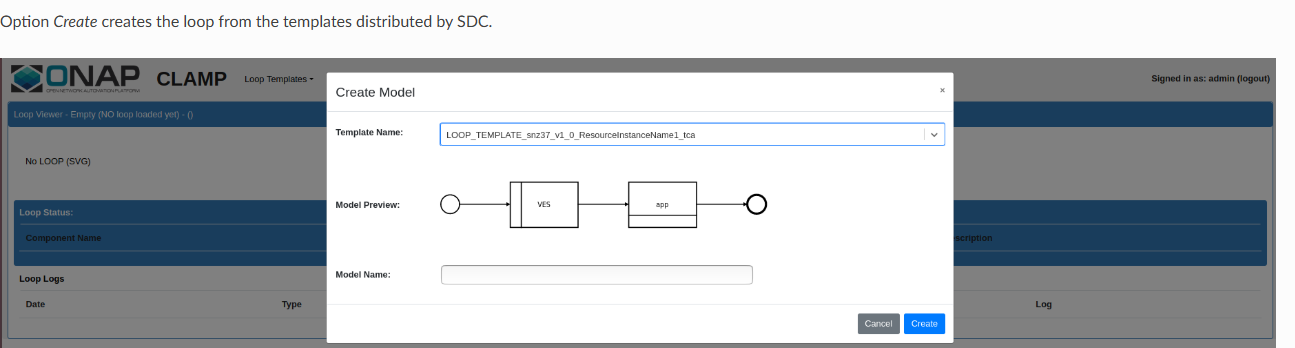 Option Create creates the loop from the templates distributed by SDC.
ONAP
OPEN NETWORK AUTOMATION PLATFORM
CLAMP
Loop Templates
Signed in as: admin (logout)
Loop Viewer - Empty (NO loop loaded yet) - ()
No LOOP (SVG)
Loop Status:
Component Name
scription
Loop Logs
Date
Type
Log
Create Model
×
Template Name:
LOOP_TEMPLATE_snz37_v1_0_ResourceInstanceName1_tca
Model Preview:
VES
app
Model Name:
Cancel
Create